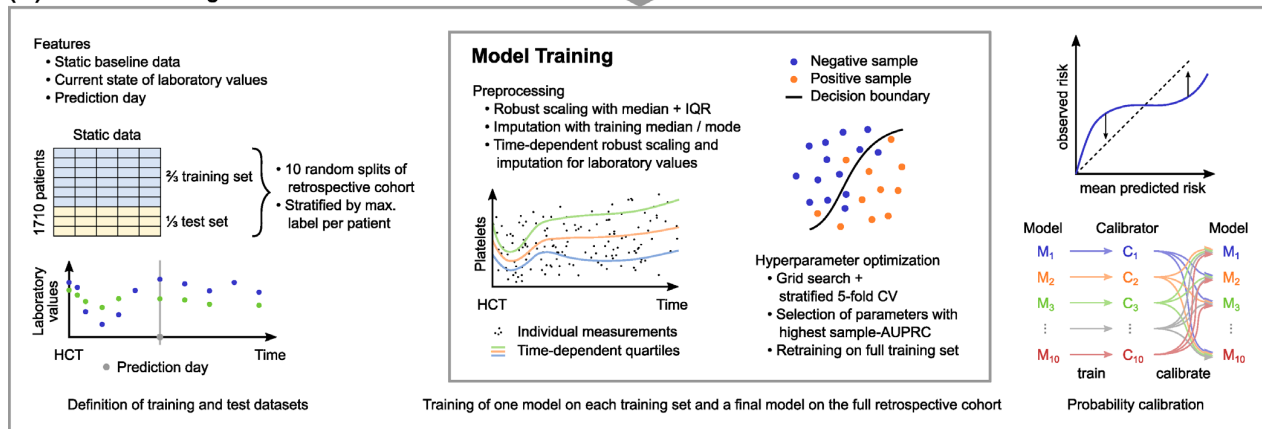 Features
• Static baseline data
• Current state of laboratory values
• Prediction day
Static data
1710 patients
⅔ training set
⅓ test set
• 10 random splits of
retrospective cohort
• Stratified by max.
label per patient
Laboratory
values
HCT
Time
Prediction day
Definition of training and test datasets
Model Training
Preprocessing
• Robust scaling with median + IQR
• Imputation with training median / mode
• Time-dependent robust scaling and
imputation for laboratory values
Platelets
HCT
Time
Individual measurements
Time-dependent quartiles
Negative sample
Positive sample
Decision boundary
Hyperparameter optimization
• Grid search +
stratified 5-fold CV
• Selection of parameters with
highest sample-AUPRC
• Retraining on full training set
Training of one model on each training set and a final model on the full retrospective cohort
observed risk
mean predicted risk
Model Calibrator Model
M1 C1 M1
M2 C2 M2
M3 C3 M3
⋮ ⋮ ⋮
M10 C10 M10
train calibrate
Probability calibration